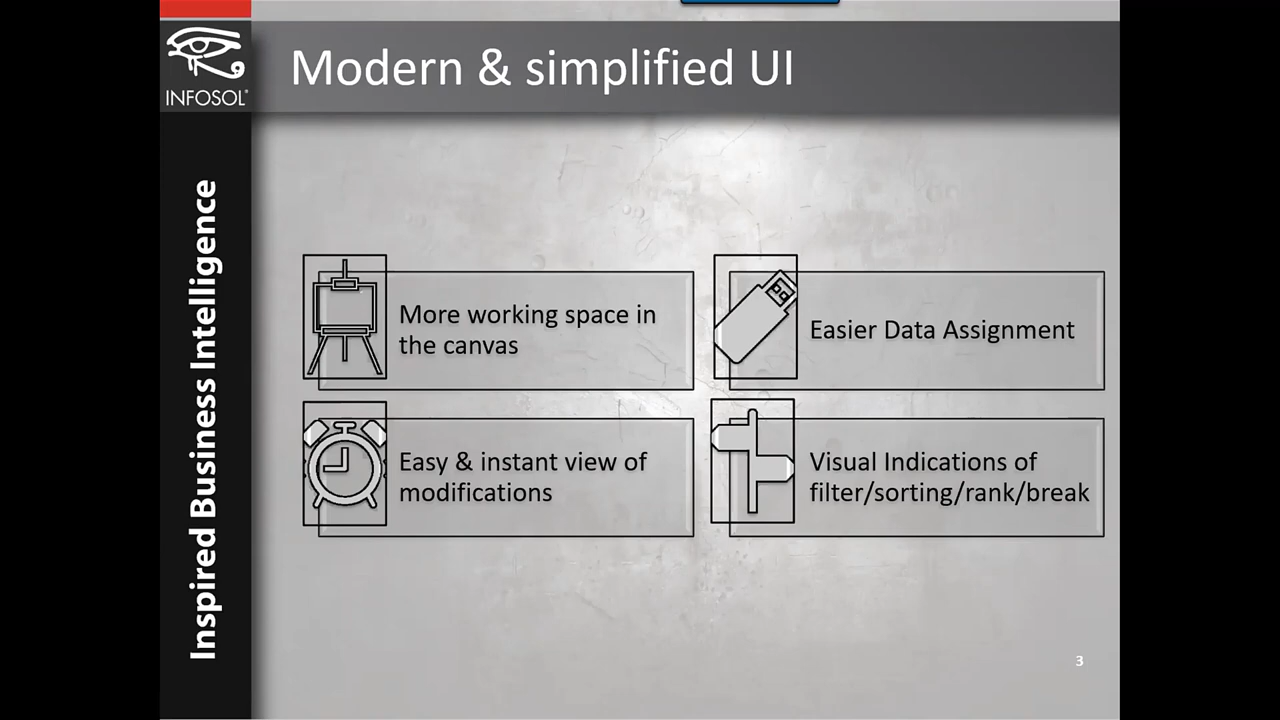 INFOSOL®
Modern & simplified UI
Inspired Business Intelligence
More working space in
the canvas
Easier Data Assignment
Easy & instant view of
modifications
Visual Indications of
filter/sorting/rank/break
3